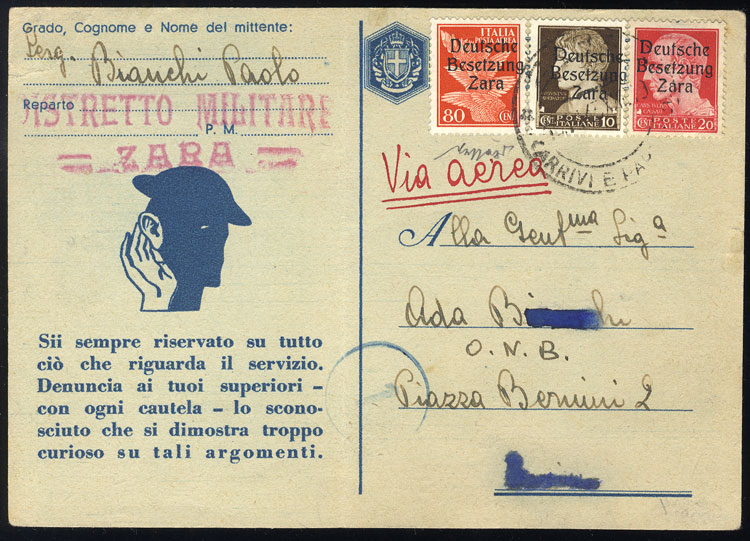 Grado, Cognome e Nome del mittente:
Serg. Bianchi Paolo
Reparto
DISTRETTO MILITARE
P. M.
ZARA
Sii sempre riservato su tutto
ciò che riguarda il servizio.
Denuncia ai tuoi superiori -
con ogni cautela - lo scono-
sciuto che si dimostra troppo
curioso su tali argomenti.
ITALIA
POSTA AEREA
Deutsche
Besetzung
Zara
80 CENT
Deutsche
Besetzung
Zara
CENT 10
POSTE
ITALIANE
Deutsche
Besetzung
Zara
CENT 20
POSTE
ITALIANE
(ARRIVI E
Via aerea
Alla Gent.ma Sig.a
Ada
O. N. B.
Piazza Bernini 2